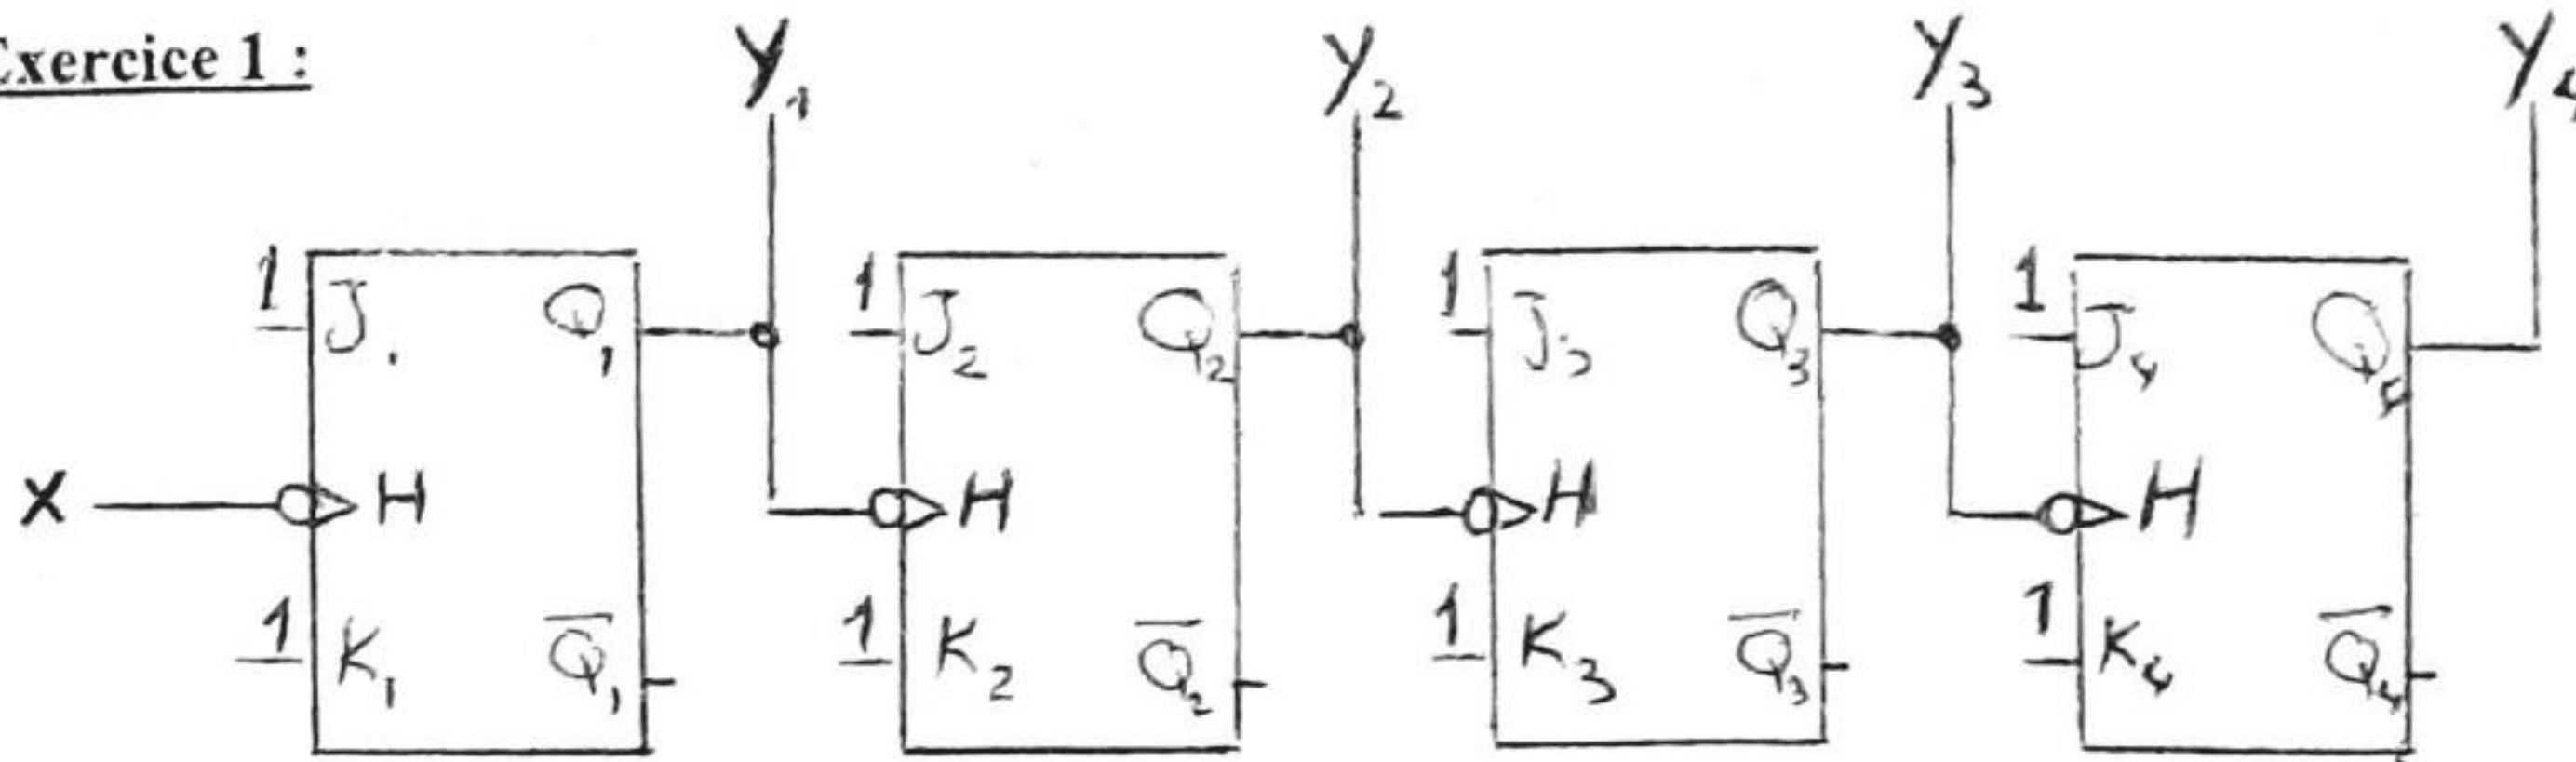 Exercice 1 :
Y₁ Y₂ Y₃ Y₄
1 J₁ Q₁ 1 J₂ Q₂ 1 J₃ Q₃ 1 J₄ Q₄
X H H H H
1 K₁ Q̅₁ 1 K₂ Q̅₂ 1 K₃ Q̅₃ 1 K₄ Q̅₄